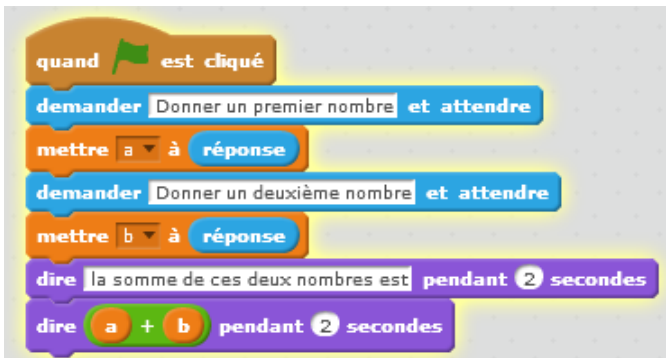 quand est cliqué
demander Donner un premier nombre et attendre
mettre a à réponse
demander Donner un deuxième nombre et attendre
mettre b à réponse
dire la somme de ces deux nombres est pendant 2 secondes
dire a + b pendant 2 secondes